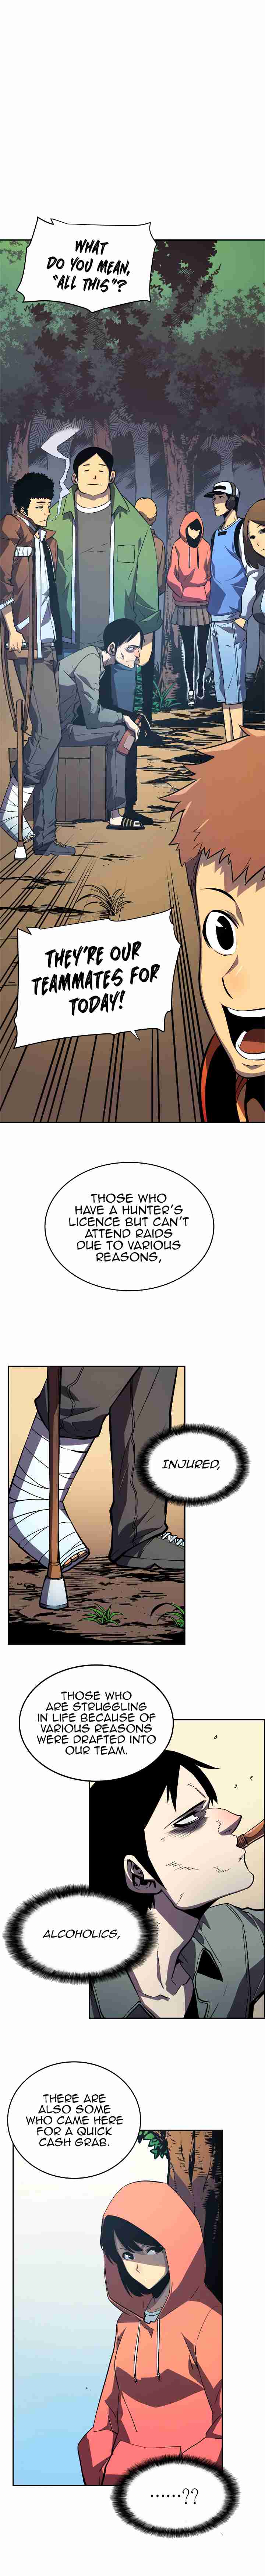 WHAT
DO YOU MEAN,
"ALL THIS"?
THEY'RE OUR
TEAMMATES FOR
TODAY!
THOSE WHO
HAVE A HUNTER'S
LICENCE BUT CAN'T
ATTEND RAIDS
DUE TO VARIOUS
REASONS,
INJURED,
THOSE WHO
ARE STRUGGLING
IN LIFE BECAUSE OF
VARIOUS REASONS
WERE DRAFTED INTO
OUR TEAM.
ALCOHOLICS,
THERE ARE
ALSO SOME
WHO CAME HERE
FOR A QUICK
CASH GRAB.
......??